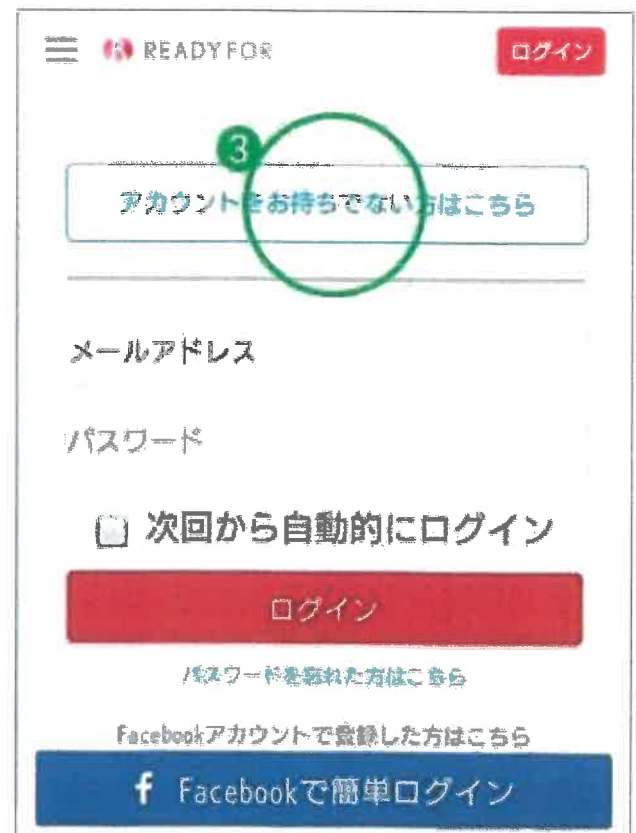 READYFOR
ログイン
3
アカウントをお持ちでない方はこちら
メールアドレス
パスワード
次回から自動的にログイン
ログイン
パスワードを忘れた方はこちら
Facebookアカウントで登録した方はこちら
f Facebookで簡単ログイン